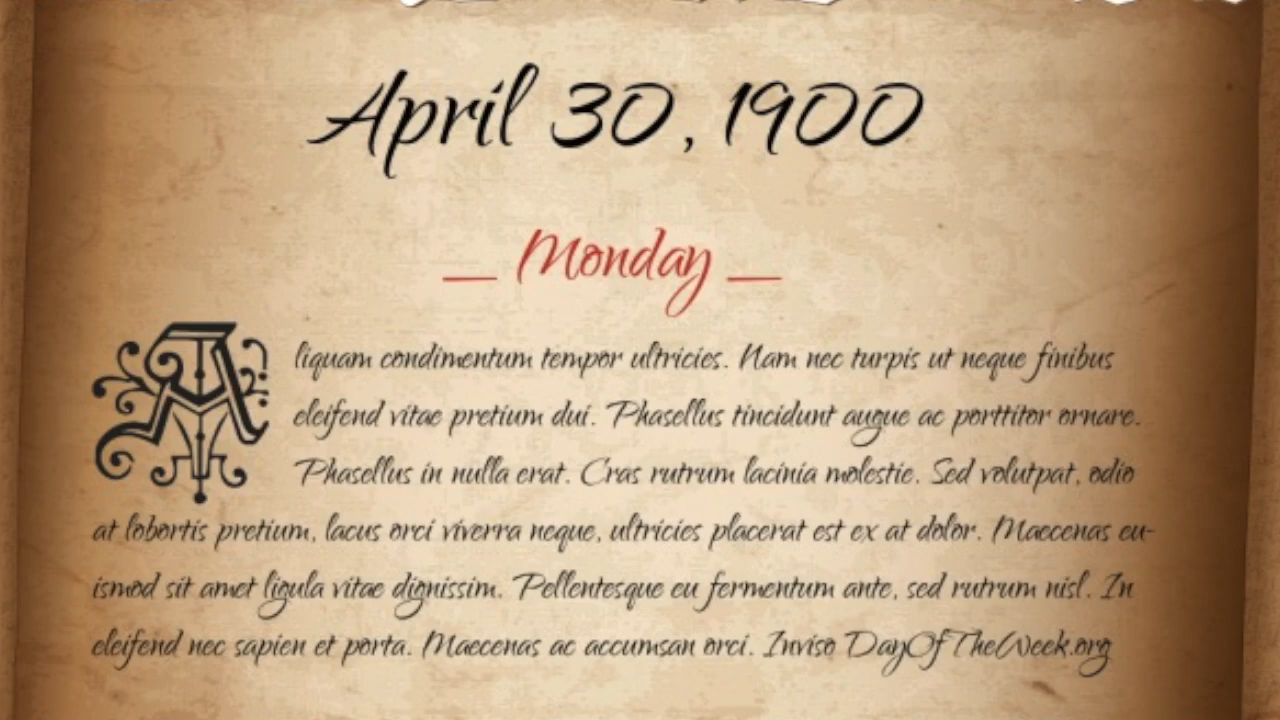 April 30, 1900
— Monday —
Aliquam condimentum tempor ultricies. Nam nec turpis ut neque finibus
eleifend vitae pretium dui. Phasellus tincidunt augue ac porttitor ornare.
Phasellus in nulla erat. Cras rutrum lacinia molestie. Sed volutpat, odio
at lobortis pretium, lacus orci viverra neque, ultricies placerat est ex at dolor. Maecenas eu-
ismod sit amet ligula vitae dignissim. Pellentesque eu fermentum ante, sed rutrum nisl. In
eleifend nec sapien et porta. Maecenas ac accumsan orci. Inviso DayOfTheWeek.org